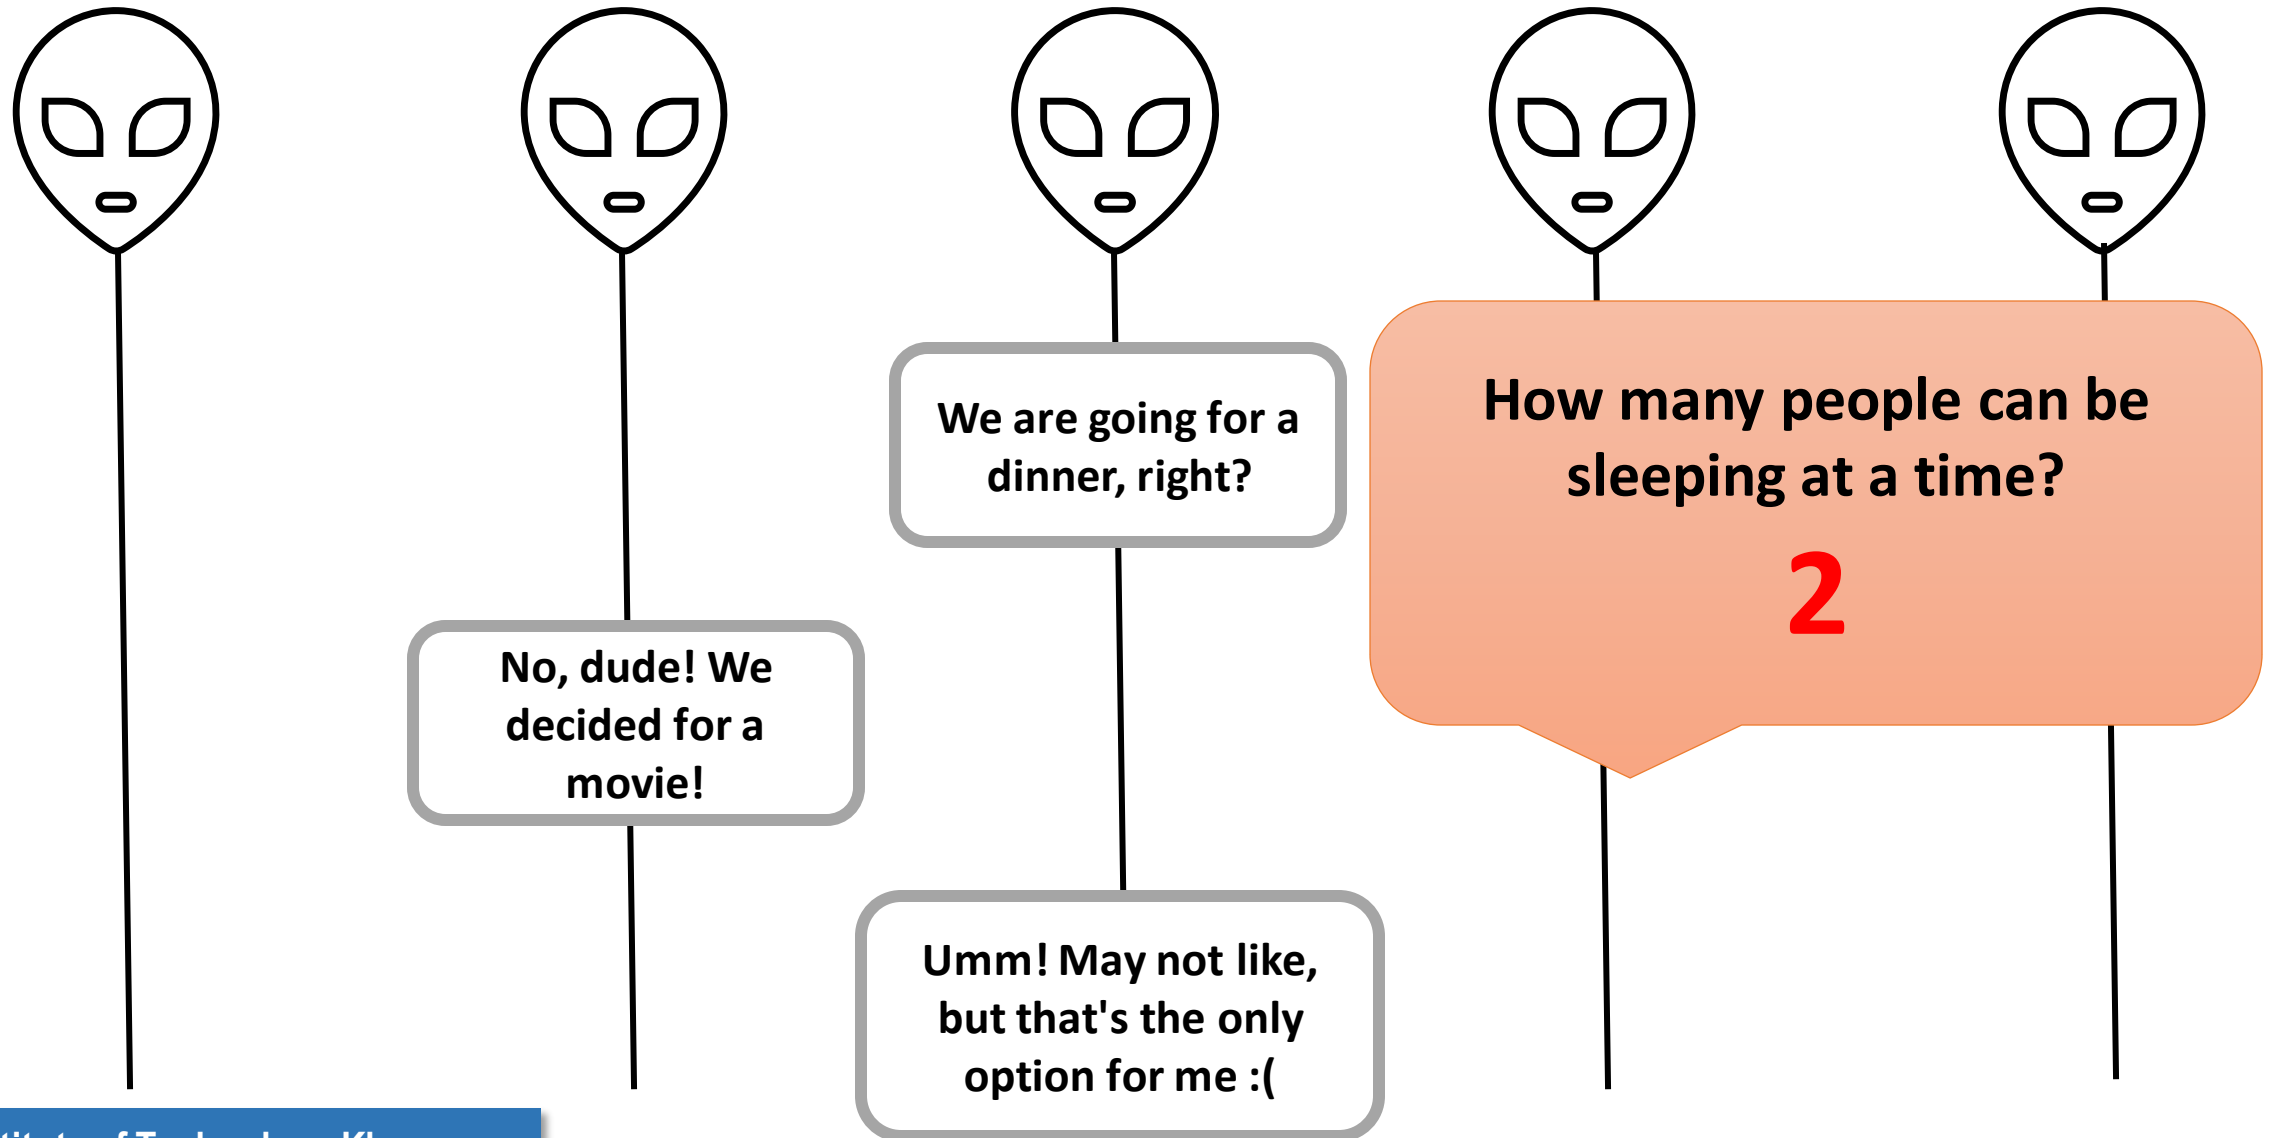 We are going for a
dinner, right?
How many people can be
sleeping at a time?
2
No, dude! We
decided for a
movie!
Umm! May not like,
but that's the only
option for me :(